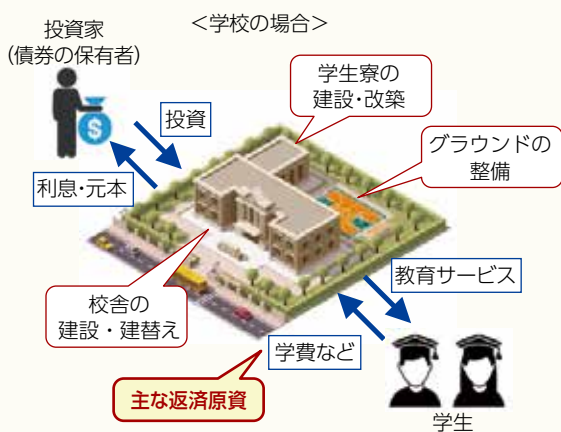 ＜学校の場合＞
投資家
(債券の保有者)
投資
利息･元本
学生寮の
建設･改築
グラウンドの
整備
校舎の
建設・建替え
教育サービス
学費など
主な返済原資
学生